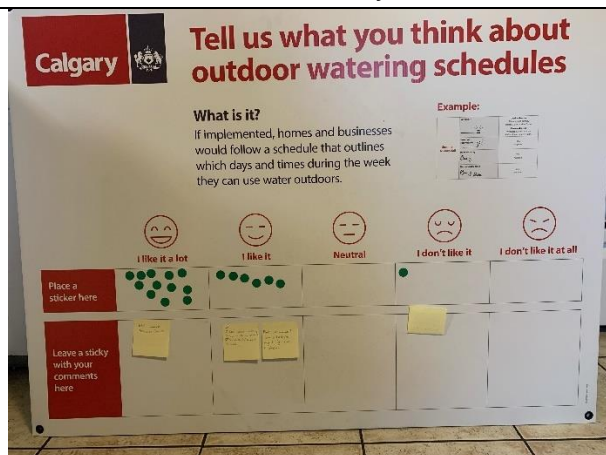 Calgary
Tell us what you think about
outdoor watering schedules
What is it?
If implemented, homes and businesses
would follow a schedule that outlines
which days and times during the week
they can use water outdoors.
Example:
I like it a lot
I like it
Neutral
I don't like it
I don't like it at all
Place a
sticker here
Leave a sticky
with your
comments
here